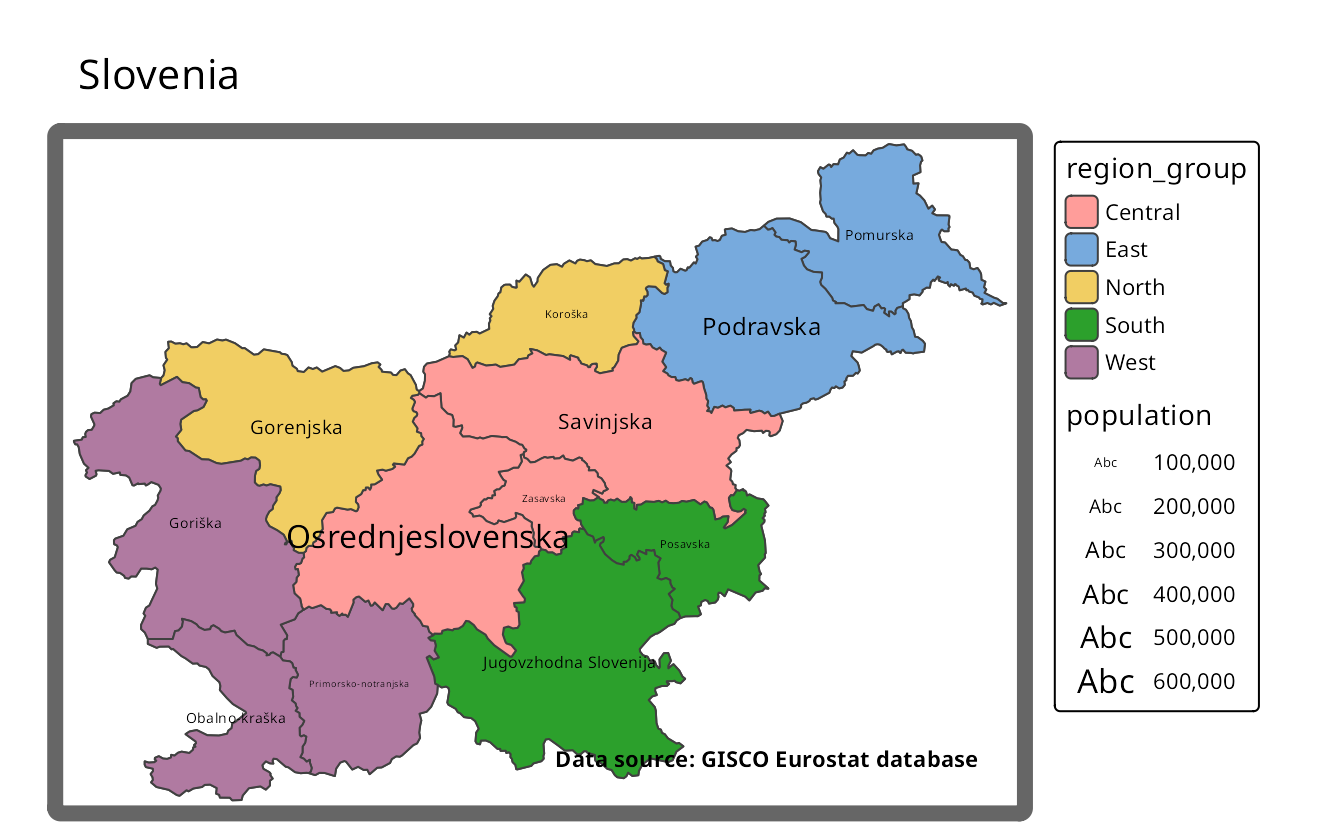 Slovenia
Pomurska
Koroška
Podravska
Gorenjska
Savinjska
Zasavska
Goriška
Osrednjeslovenska
Posavska
Jugovzhodna Slovenija
Primorsko-notranjska
Obalno-kraška
Data source: GISCO Eurostat database
region_group
Central
East
North
South
West
population
Abc 100,000
Abc 200,000
Abc 300,000
Abc 400,000
Abc 500,000
Abc 600,000